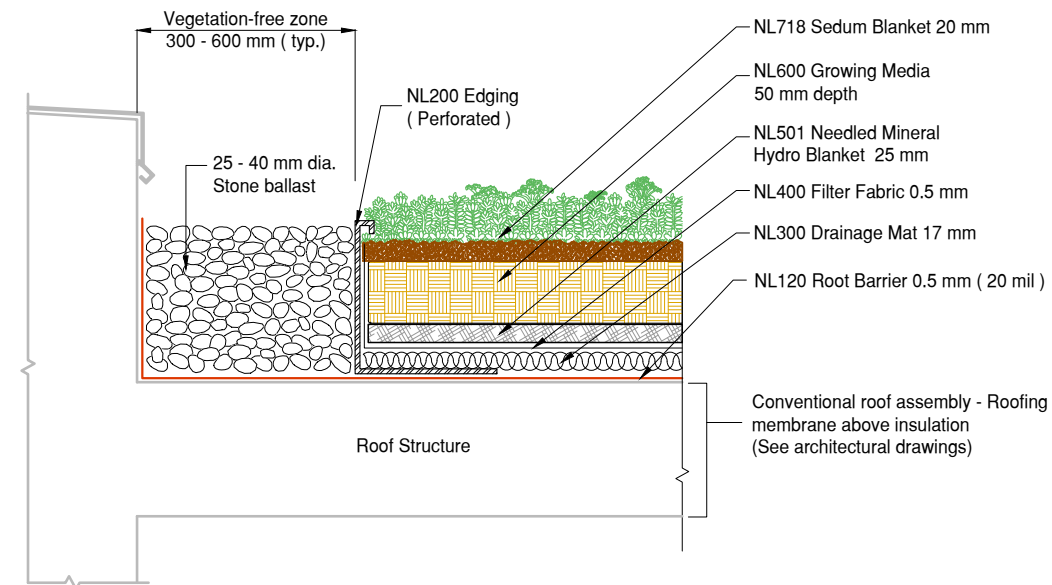 Vegetation-free zone
300 - 600 mm ( typ.)
NL200 Edging
( Perforated )
25 - 40 mm dia.
Stone ballast
NL718 Sedum Blanket 20 mm
NL600 Growing Media
50 mm depth
NL501 Needled Mineral
Hydro Blanket 25 mm
NL400 Filter Fabric 0.5 mm
NL300 Drainage Mat 17 mm
NL120 Root Barrier 0.5 mm ( 20 mil )
Conventional roof assembly - Roofing
membrane above insulation
(See architectural drawings)
Roof Structure